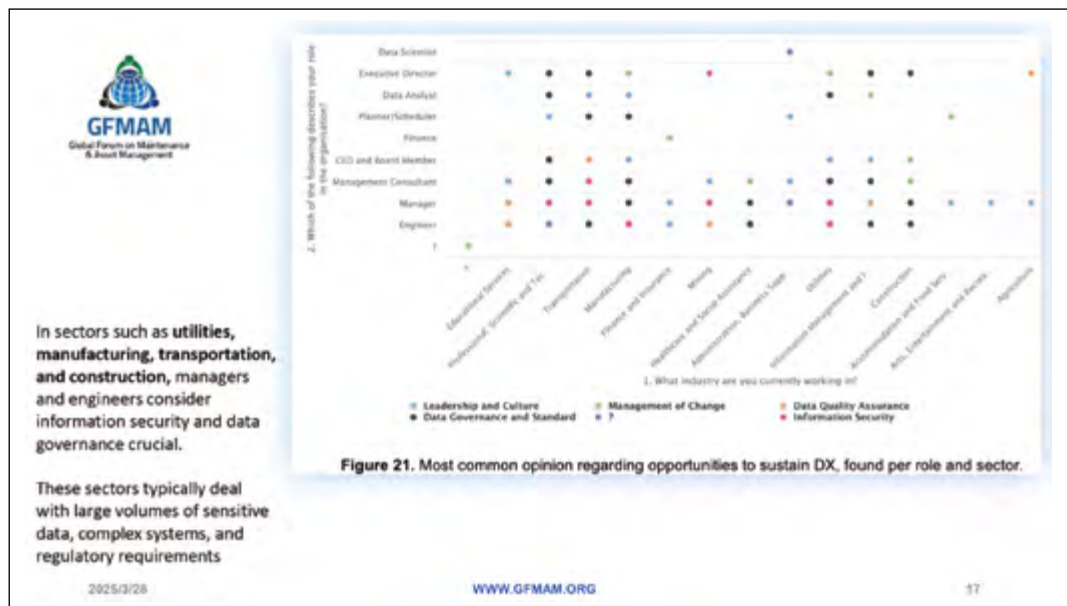 GFMAM
Global Forum on Maintenance
& Asset Management
In sectors such as utilities,
manufacturing, transportation,
and construction, managers
and engineers consider
information security and data
governance crucial.
These sectors typically deal
with large volumes of sensitive
data, complex systems, and
regulatory requirements
2. Which of the following describes your role
in the organisation?
Data Scientist
Executive Director
Data Analyst
Planner/Scheduler
Finance
CEO and Board Member
Management Consultant
Manager
Engineer
?
?
Educational Services
Professional, Scientific and Tec
Transportation
Manufacturing
Finance and Insurance
Mining
Healthcare and Social Assistance
Administration, Business Supp
Utilities
Information Management and ?
Construction
Accommodation and Food Serv
Arts, Entertainment and Recrea
Agriculture
1. What industry are you currently working in?
Leadership and Culture
Management of Change
Data Quality Assurance
Data Governance and Standard
?
Information Security
Figure 21. Most common opinion regarding opportunities to sustain DX, found per role and sector.
2025/3/28
WWW.GFMAM.ORG
17